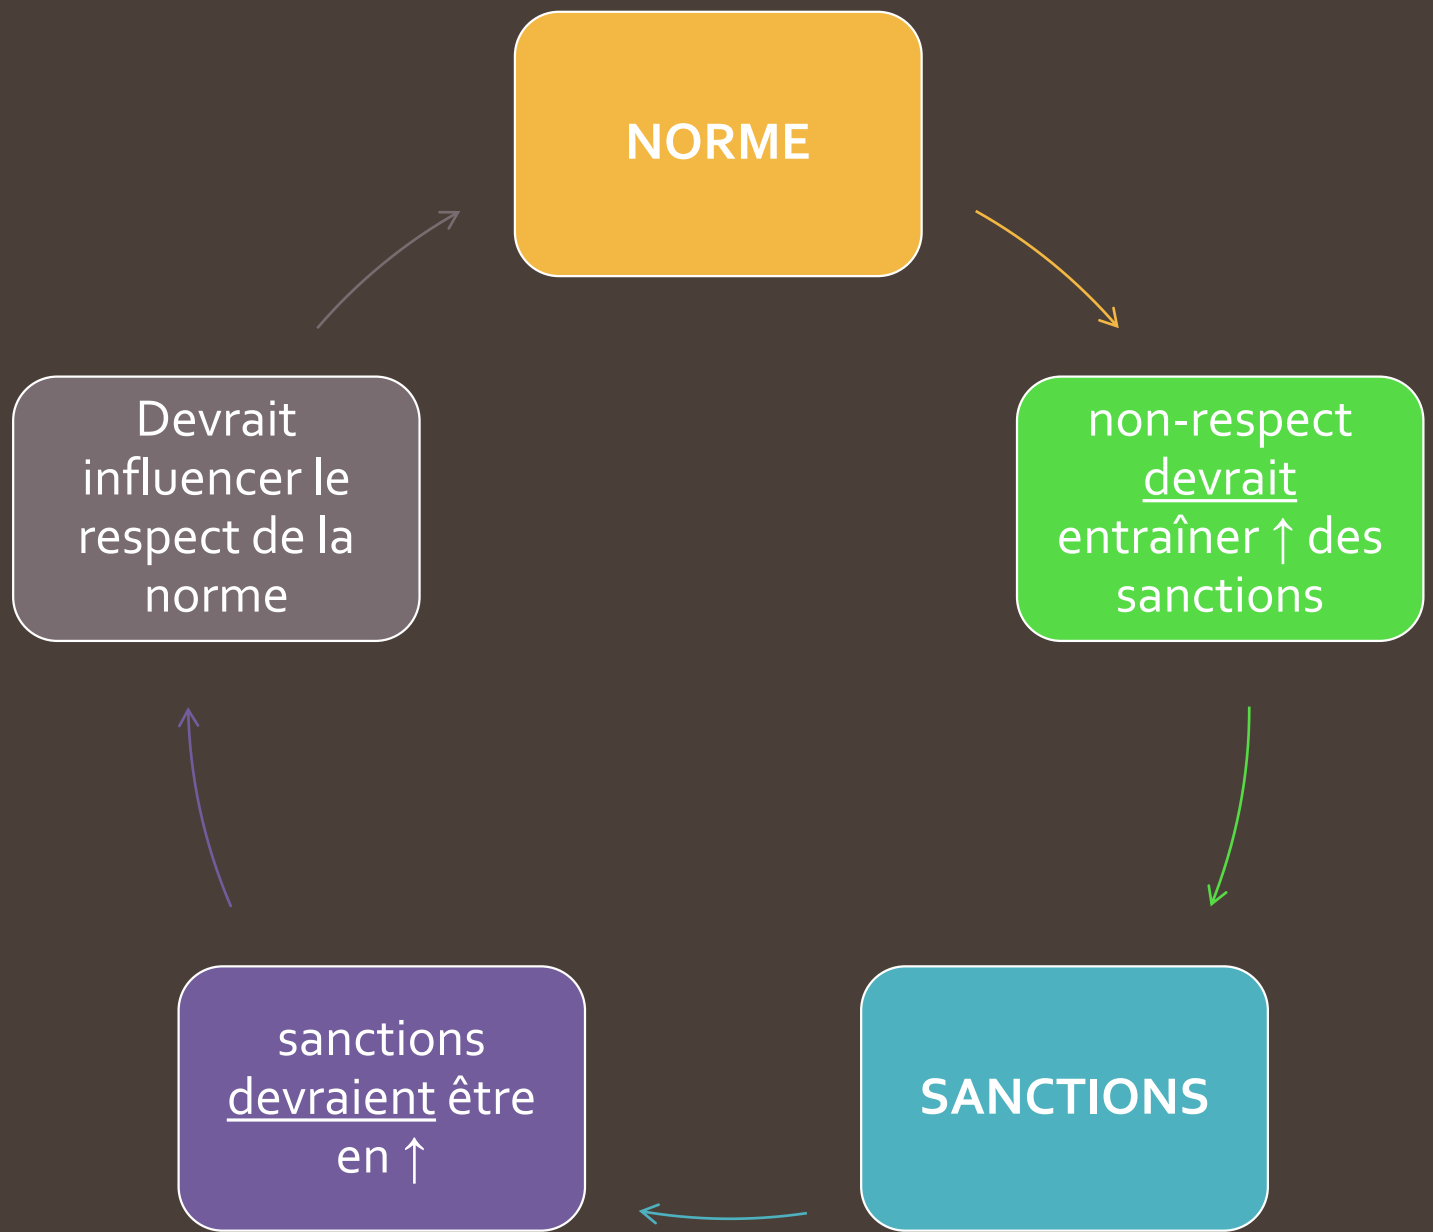 NORME
non-respect
devrait
entraîner ↑ des
sanctions
SANCTIONS
sanctions
devraient être
en ↑
Devrait
influencer le
respect de la
norme